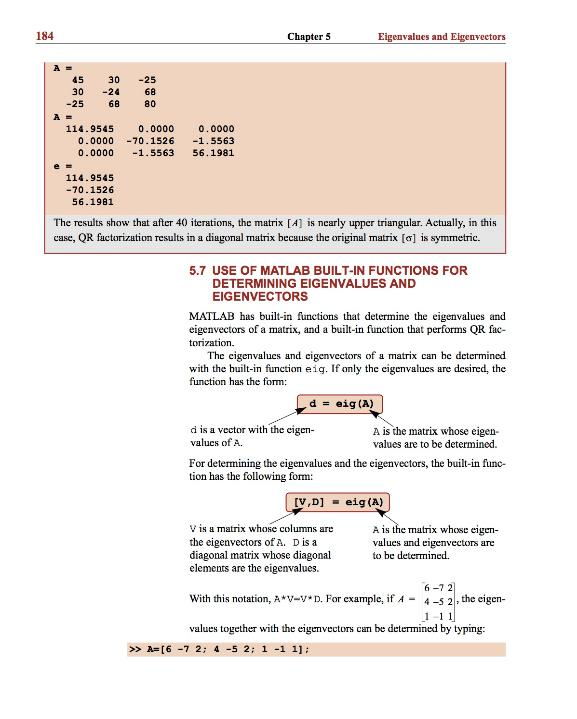 184 Chapter 5 Eigenvalues and Eigenvectors
A =
45 30 -25
30 -24 68
-25 68 80
A =
114.9545 0.0000 0.0000
0.0000 -70.1526 -1.5563
0.0000 -1.5563 56.1981
e =
114.9545
-70.1526
56.1981
The results show that after 40 iterations, the matrix [A] is nearly upper triangular. Actually, in this
case, QR factorization results in a diagonal matrix because the original matrix [σ] is symmetric.
5.7 USE OF MATLAB BUILT-IN FUNCTIONS FOR
DETERMINING EIGENVALUES AND
EIGENVECTORS
MATLAB has built-in functions that determine the eigenvalues and
eigenvectors of a matrix, and a built-in function that performs QR fac-
torization.
The eigenvalues and eigenvectors of a matrix can be determined
with the built-in function eig. If only the eigenvalues are desired, the
function has the form:
d = eig(A)
d is a vector with the eigen-
values of A.
A is the matrix whose eigen-
values are to be determined.
For determining the eigenvalues and the eigenvectors, the built-in func-
tion has the following form:
[V,D] = eig(A)
V is a matrix whose columns are
the eigenvectors of A. D is a
diagonal matrix whose diagonal
elements are the eigenvalues.
A is the matrix whose eigen-
values and eigenvectors are
to be determined.
6 -7 2
With this notation, A*V=V*D. For example, if A = 4 -5 2, the eigen-
1 -1 1
values together with the eigenvectors can be determined by typing:
>> A=[6 -7 2; 4 -5 2; 1 -1 1];